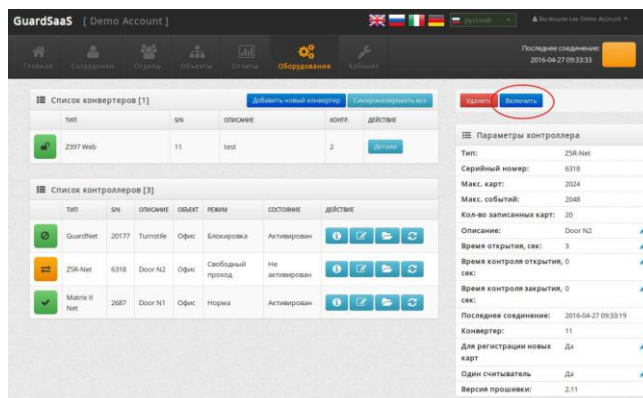 GuardSaaS [ Demo Account ]
русский
Вы вошли как Demo Account
Главная Сотрудники Отделы Объекты Отчеты Оборудование Кабинет
Последнее соединение:
2016-04-27 09:33:33
Список конвертеров [1]
Добавить новый конвертер
Синхронизировать все
ТИП S/N ОПИСАНИЕ КОНТР. ДЕЙСТВИЕ
Z397 Web 11 test 2 Детали
Список контроллеров [3]
ТИП S/N ОПИСАНИЕ ОБЪЕКТ РЕЖИМ СОСТОЯНИЕ ДЕЙСТВИЕ
GuardNet 20177 Turnstile Офис Блокировка Активирован
Z5R-Net 6318 Door N2 Офис Свободный проход Не активирован
Matrix II Net 2687 Door N1 Офис Норма Активирован
Удалить Включить
Параметры контроллера
Тип: Z5R-Net
Серийный номер: 6318
Макс. карт: 2024
Макс. событий: 2048
Кол-во записанных карт: 20
Описание: Door N2
Время открытия, сек: 3
Время контроля открытия, сек: 0
Время контроля закрытия, сек: 0
Последнее соединение: 2016-04-27 09:33:19
Конвертер: 11
Для регистрации новых карт Да
Один считыватель Да
Версия прошивки: 2.11